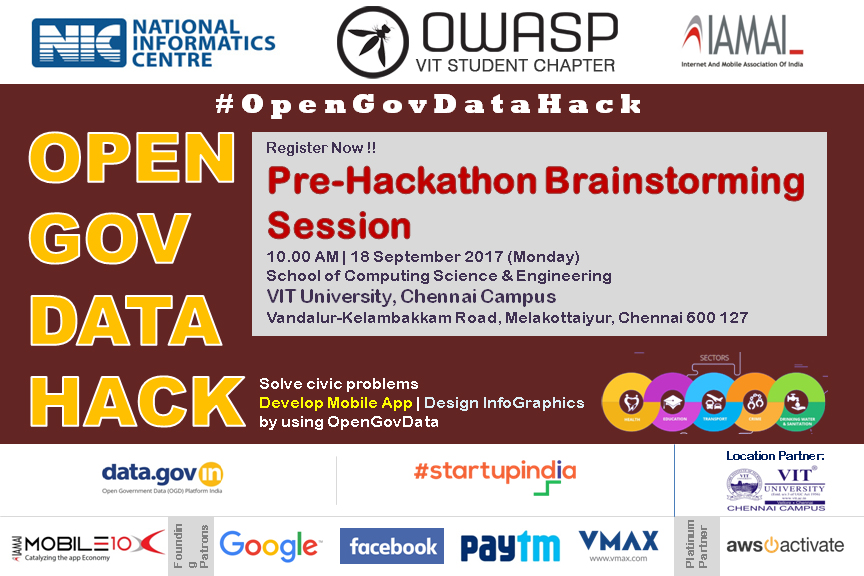 NIC NATIONAL
INFORMATICS
CENTRE
OWASP
VIT STUDENT CHAPTER
IAMAI
Internet And Mobile Association Of India
#OpenGovDataHack
OPEN
GOV
DATA
HACK
Register Now !!
Pre-Hackathon Brainstorming
Session
10.00 AM | 18 September 2017 (Monday)
School of Computing Science & Engineering
VIT University, Chennai Campus
Vandalur-Kelambakkam Road, Melakottaiyur, Chennai 600 127
Solve civic problems
Develop Mobile App | Design InfoGraphics
by using OpenGovData
SECTORS
HEALTH
EDUCATION
TRANSPORT
CRIME
DRINKING WATER
& SANITATION
data.gov in
Open Government Data (OGD) Platform India
#startupindia
Location Partner:
VIT
UNIVERSITY
CHENNAI CAMPUS
IAMAI MOBILE10X
Catalyzing the app Economy
Foundin
g
Patrons
Google
facebook
paytm
VMAX
www.vmax.com
Platinum
Partner
aws activate